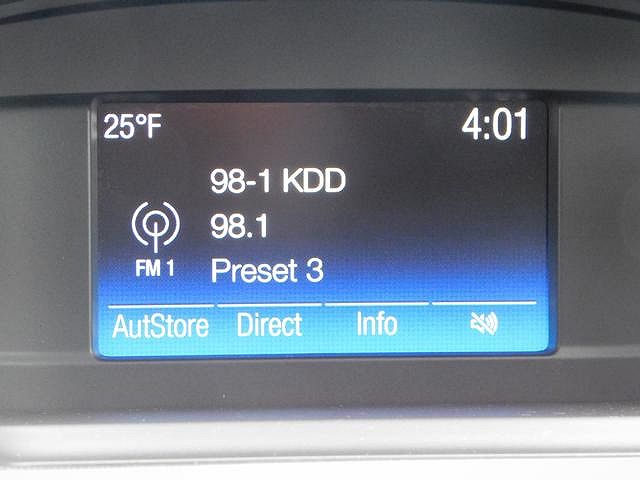 25°F 4:01
98-1 KDD
98.1
FM 1
Preset 3
AutStore Direct Info